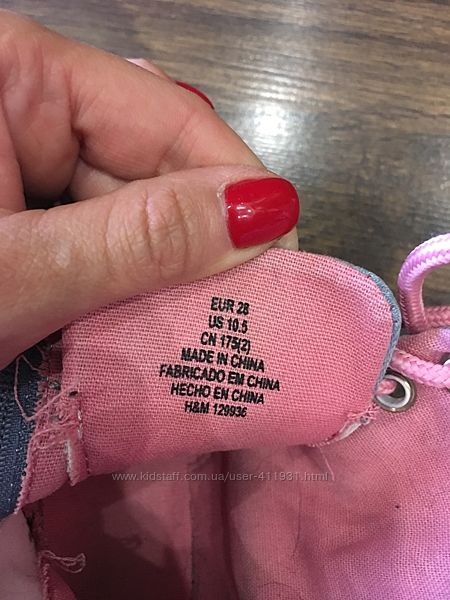 EUR 28
US 10.5
CN 175(2)
MADE IN CHINA
FABRICADO EM CHINA
HECHO EN CHINA
H&M 129936
www.kidstaff.com.ua/user-411931.html